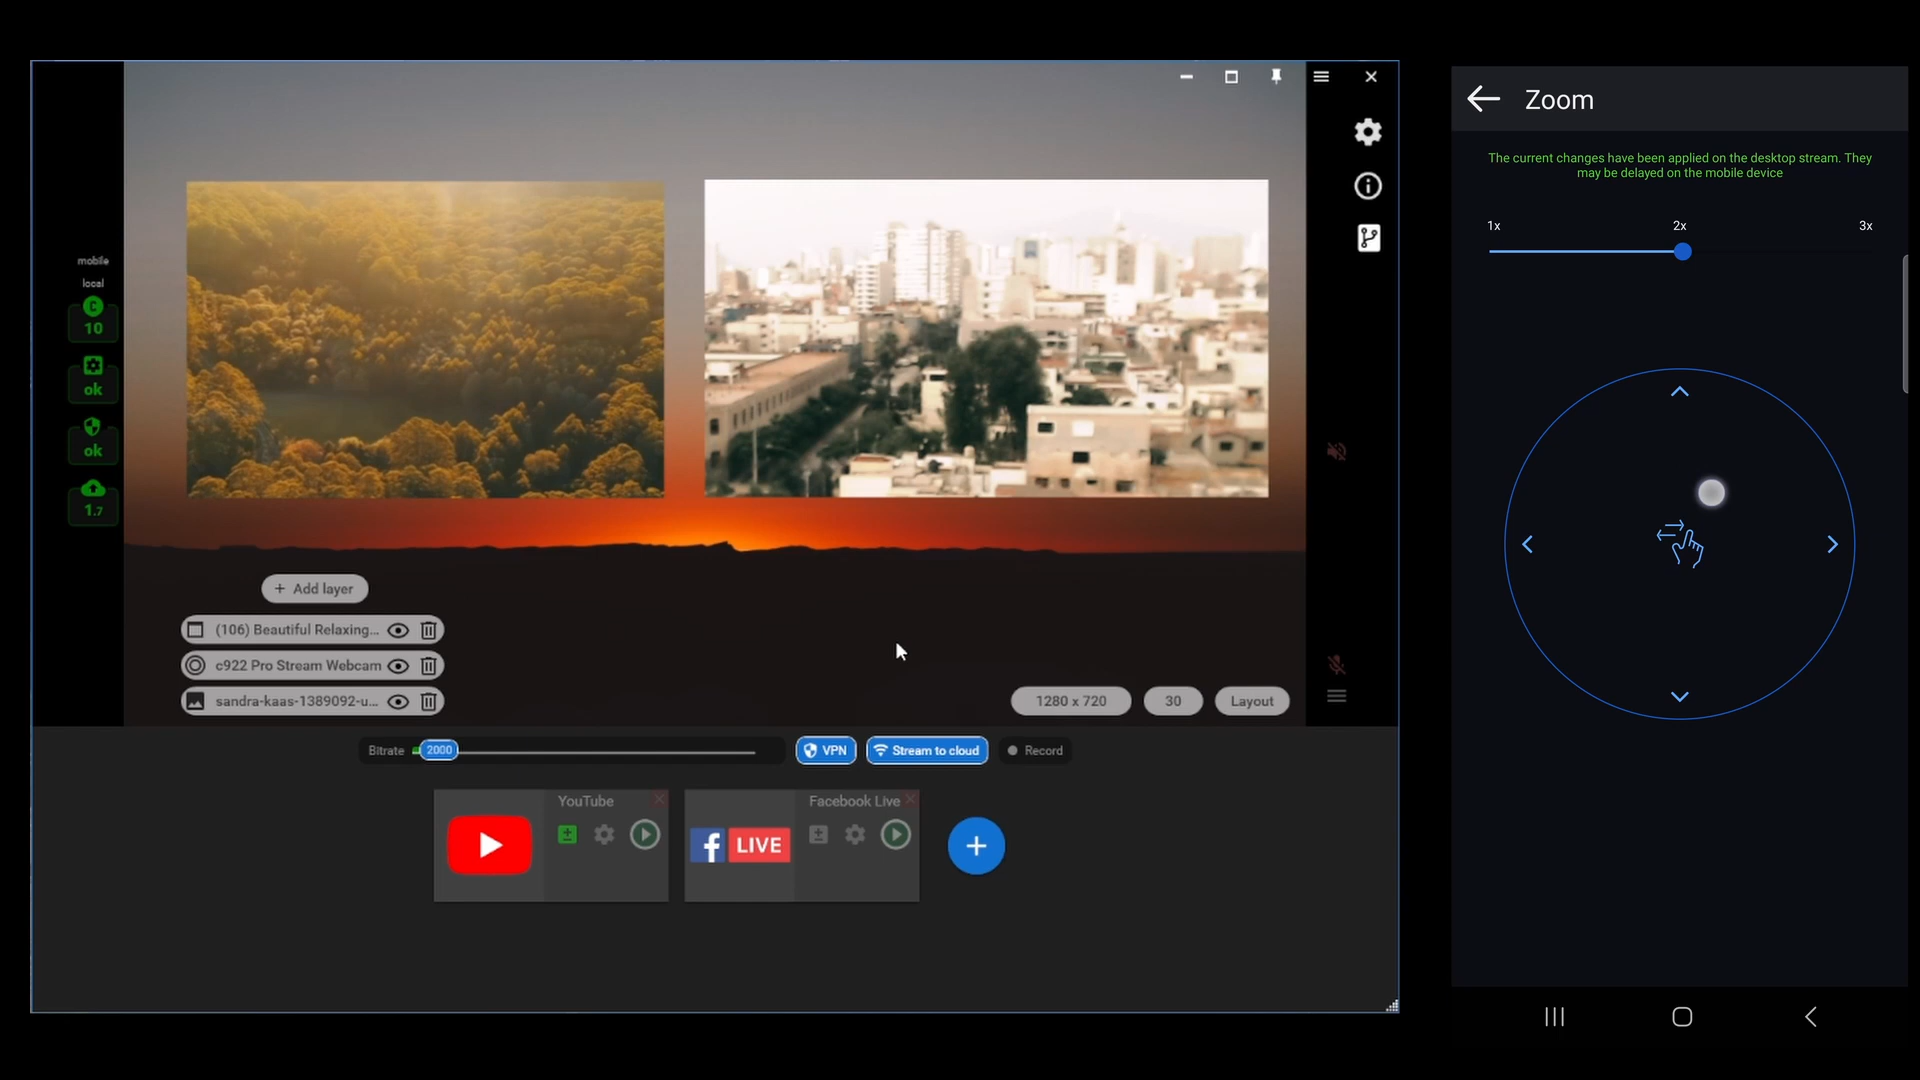 mobile
local
C
10
ok
ok
1.7
+ Add layer
(106) Beautiful Relaxing...
c922 Pro Stream Webcam
sandra-kaas-1389092-u...
1280 x 720
30
Layout
Bitrate
2000
VPN
Stream to cloud
Record
YouTube
Facebook Live
f LIVE
Zoom
The current changes have been applied on the desktop stream. They
may be delayed on the mobile device
1x
2x
3x